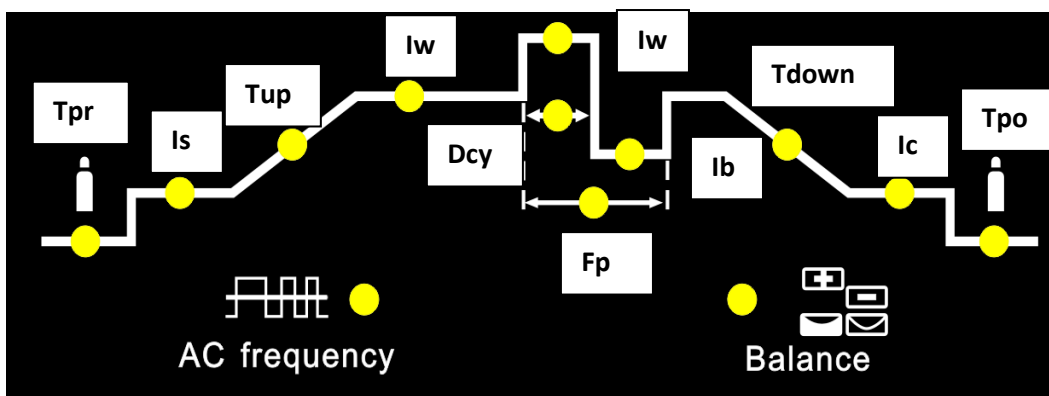 Tpr
Is
Tup
Iw
Dcy
Iw
Fp
Ib
Tdown
Ic
Tpo
AC frequency
Balance